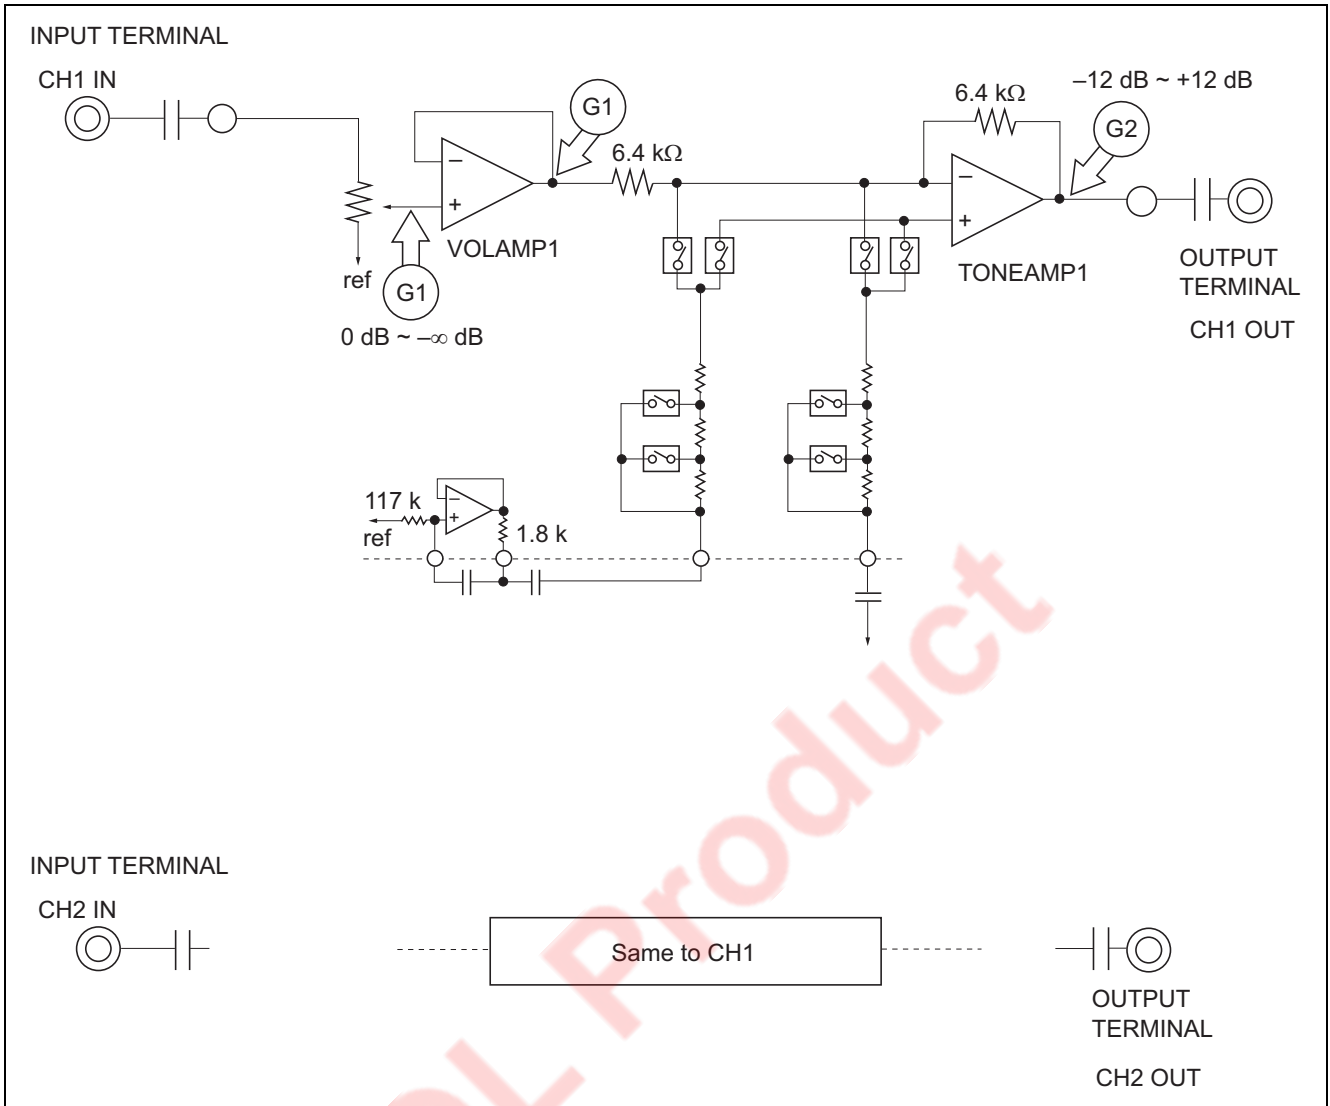 INPUT TERMINAL
CH1 IN
ref
G1
0 dB ~ –∞ dB
–
+
VOLAMP1
G1
6.4 kΩ
6.4 kΩ
–12 dB ~ +12 dB
G2
–
+
TONEAMP1
OUTPUT
TERMINAL
CH1 OUT
117 k
ref
–
+
1.8 k
INPUT TERMINAL
CH2 IN
Same to CH1
OUTPUT
TERMINAL
CH2 OUT
OL Product